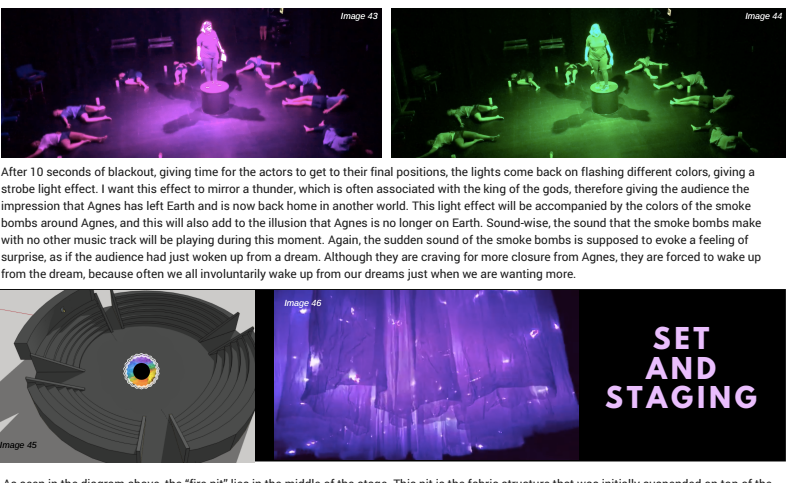 Image 43
Image 44
After 10 seconds of blackout, giving time for the actors to get to their final positions, the lights come back on flashing different colors, giving a
strobe light effect. I want this effect to mirror a thunder, which is often associated with the king of the gods, therefore giving the audience the
impression that Agnes has left Earth and is now back home in another world. This light effect will be accompanied by the colors of the smoke
bombs around Agnes, and this will also add to the illusion that Agnes is no longer on Earth. Sound-wise, the sound that the smoke bombs make
with no other music track will be playing during this moment. Again, the sudden sound of the smoke bombs is supposed to evoke a feeling of
surprise, as if the audience had just woken up from a dream. Although they are craving for more closure from Agnes, they are forced to wake up
from the dream, because often we all involuntarily wake up from our dreams just when we are wanting more.
Image 45
Image 46
SET
AND
STAGING
As seen in the diagram above, the “fire pit” lies in the middle of the stage. This pit is the fabric structure that was initially suspended on top of the